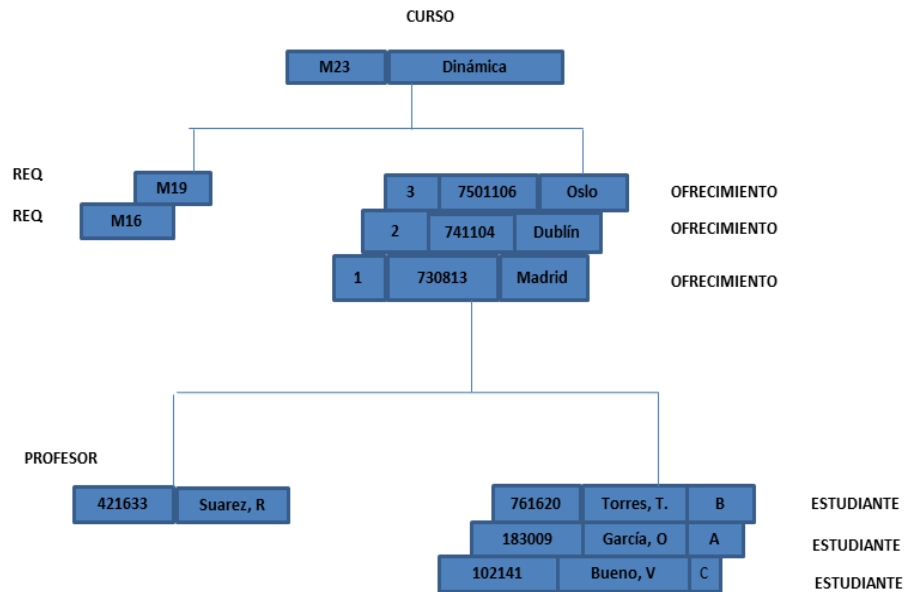 CURSO
M23 Dinámica
REQ M19 3 7501106 Oslo OFRECIMIENTO
REQ M16 2 741104 Dublín OFRECIMIENTO
1 730813 Madrid OFRECIMIENTO
PROFESOR
421633 Suarez, R 761620 Torres, T. B ESTUDIANTE
183009 García, O A ESTUDIANTE
102141 Bueno, V C ESTUDIANTE